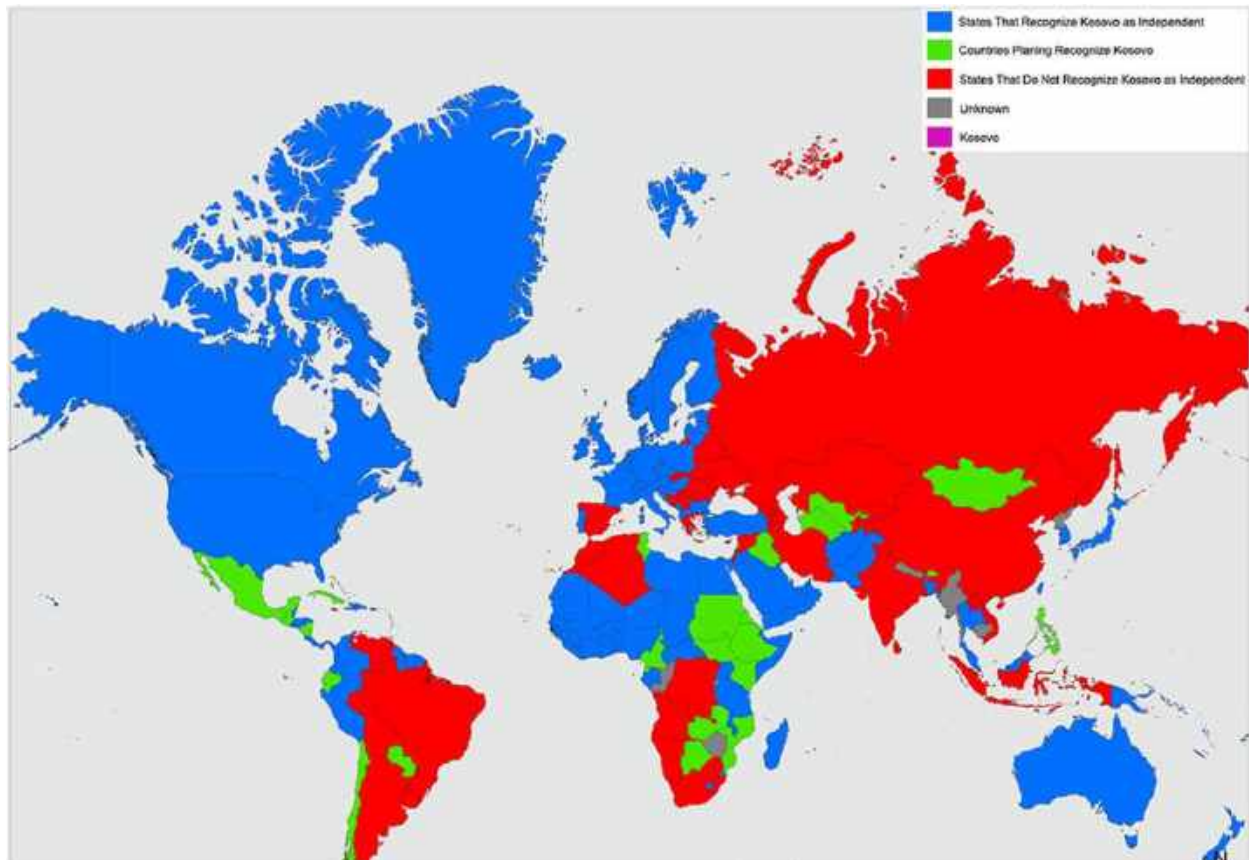 States That Recognize Kosovo as Independent
Countries Planing Recognize Kosovo
States That Do Not Recognize Kosovo as Independent
Unknown
Kosovo